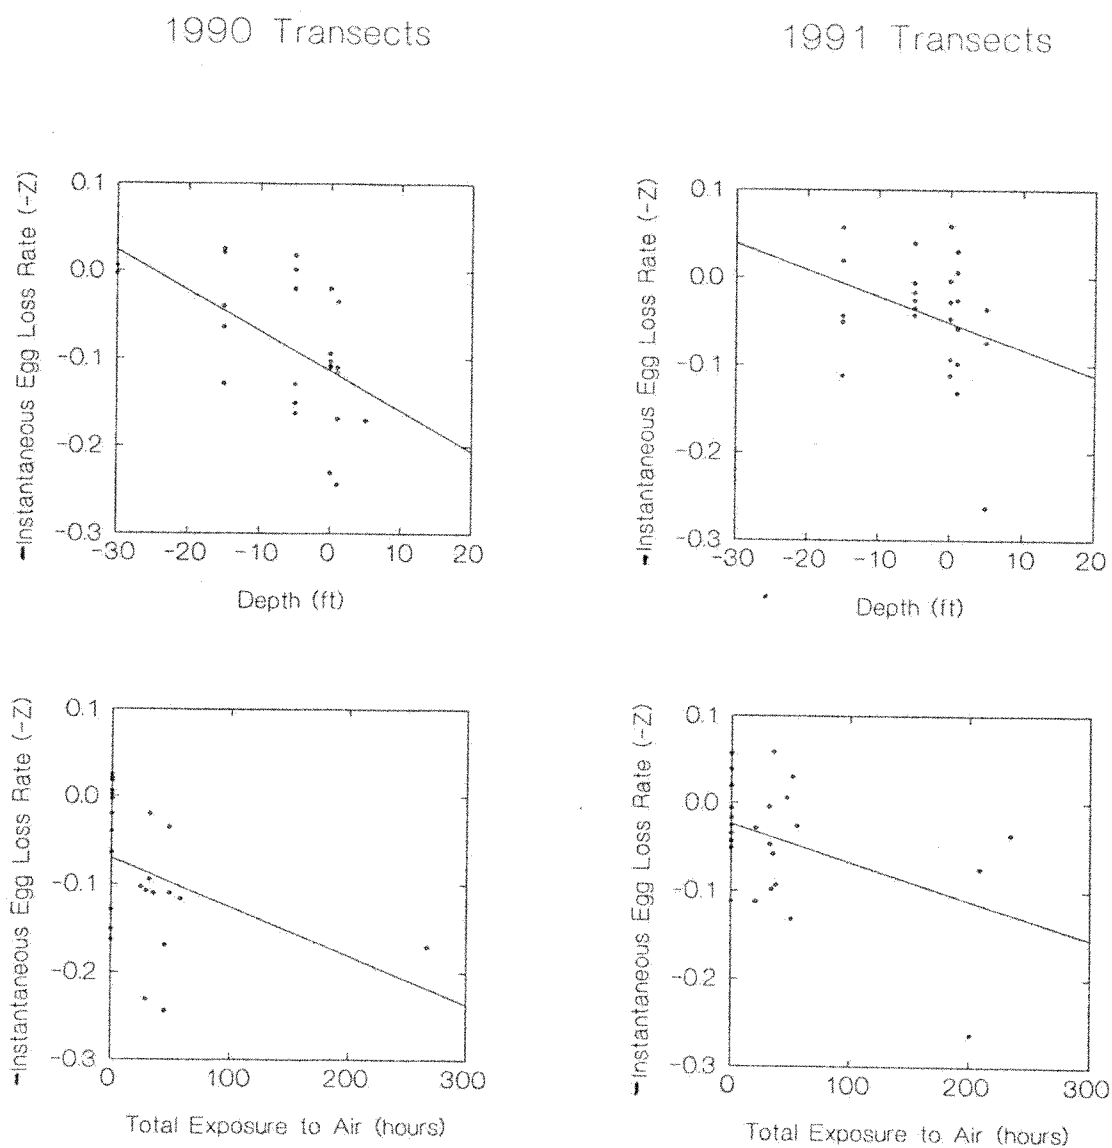 1990 Transects
1991 Transects
-Instantaneous Egg Loss Rate (-Z)
0.1
0.0
-0.1
-0.2
-0.3
-30 -20 -10 0 10 20
Depth (ft)
-Instantaneous Egg Loss Rate (-Z)
0.1
0.0
-0.1
-0.2
-0.3
-30 -20 -10 0 10 20
Depth (ft)
-Instantaneous Egg Loss Rate (-Z)
0.1
0.0
-0.1
-0.2
-0.3
0 100 200 300
Total Exposure to Air (hours)
-Instantaneous Egg Loss Rate (-Z)
0.1
0.0
-0.1
-0.2
-0.3
0 100 200 300
Total Exposure to Air (hours)